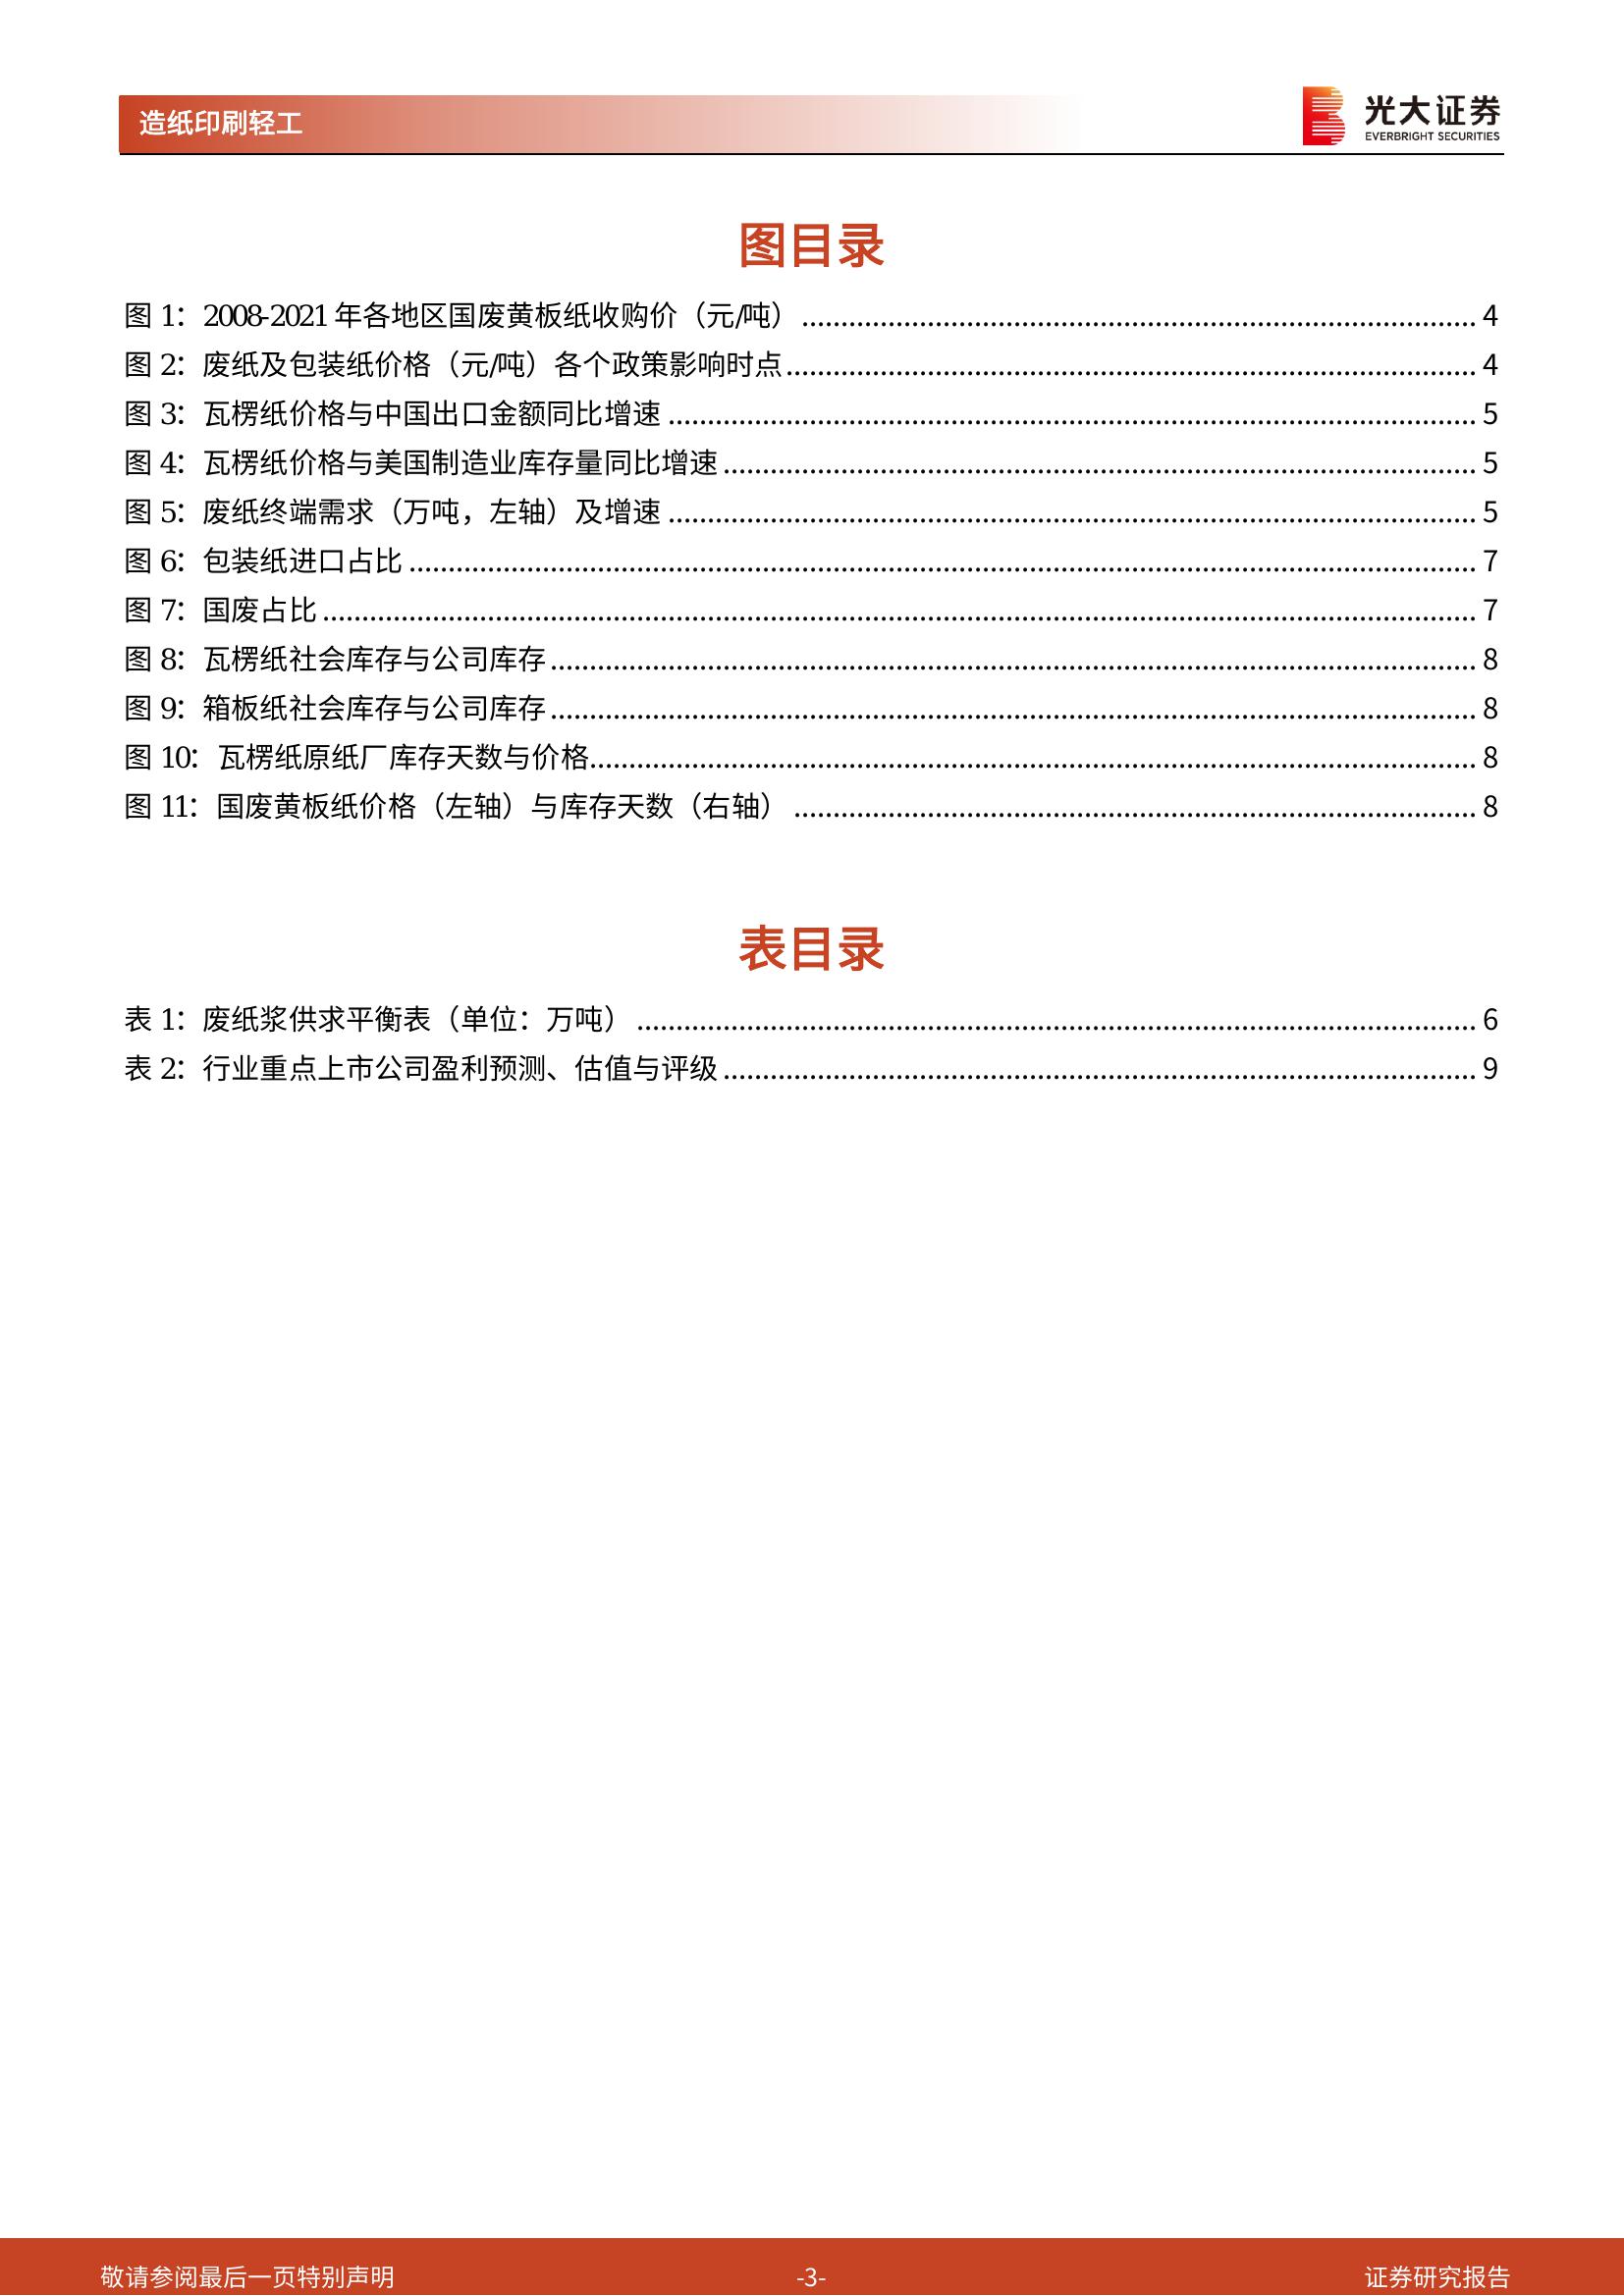 造纸印刷轻工
光大证券
EVERBRIGHT SECURITIES
图目录
图 1：2008-2021 年各地区国废黄板纸收购价（元/吨） 4
图 2：废纸及包装纸价格（元/吨）各个政策影响时点 4
图 3：瓦楞纸价格与中国出口金额同比增速 5
图 4：瓦楞纸价格与美国制造业库存量同比增速 5
图 5：废纸终端需求（万吨，左轴）及增速 5
图 6：包装纸进口占比 7
图 7：国废占比 7
图 8：瓦楞纸社会库存与公司库存 8
图 9：箱板纸社会库存与公司库存 8
图 10：瓦楞纸原纸厂库存天数与价格 8
图 11：国废黄板纸价格（左轴）与库存天数（右轴） 8
表目录
表 1：废纸浆供求平衡表（单位：万吨） 6
表 2：行业重点上市公司盈利预测、估值与评级 9
敬请参阅最后一页特别声明 -3- 证券研究报告